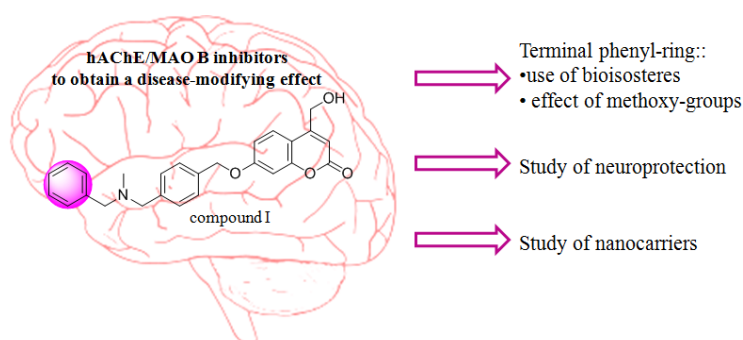 hAChE/MAO B inhibitors
to obtain a disease-modifying effect
OH
N
O
O
O
compound I
Terminal phenyl-ring::
•use of bioisosteres
• effect of methoxy-groups
Study of neuroprotection
Study of nanocarriers